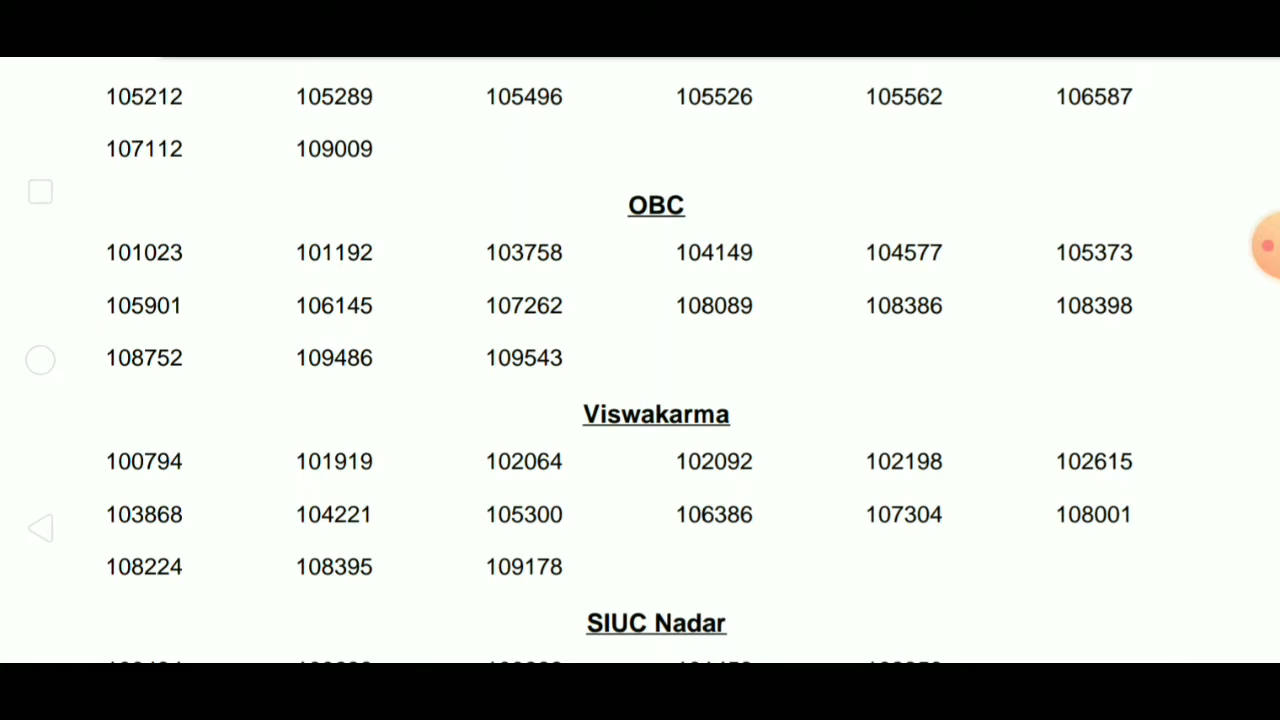 105212 105289 105496 105526 105562 106587
107112 109009
OBC
101023 101192 103758 104149 104577 105373
105901 106145 107262 108089 108386 108398
108752 109486 109543
Viswakarma
100794 101919 102064 102092 102198 102615
103868 104221 105300 106386 107304 108001
108224 108395 109178
SIUC Nadar